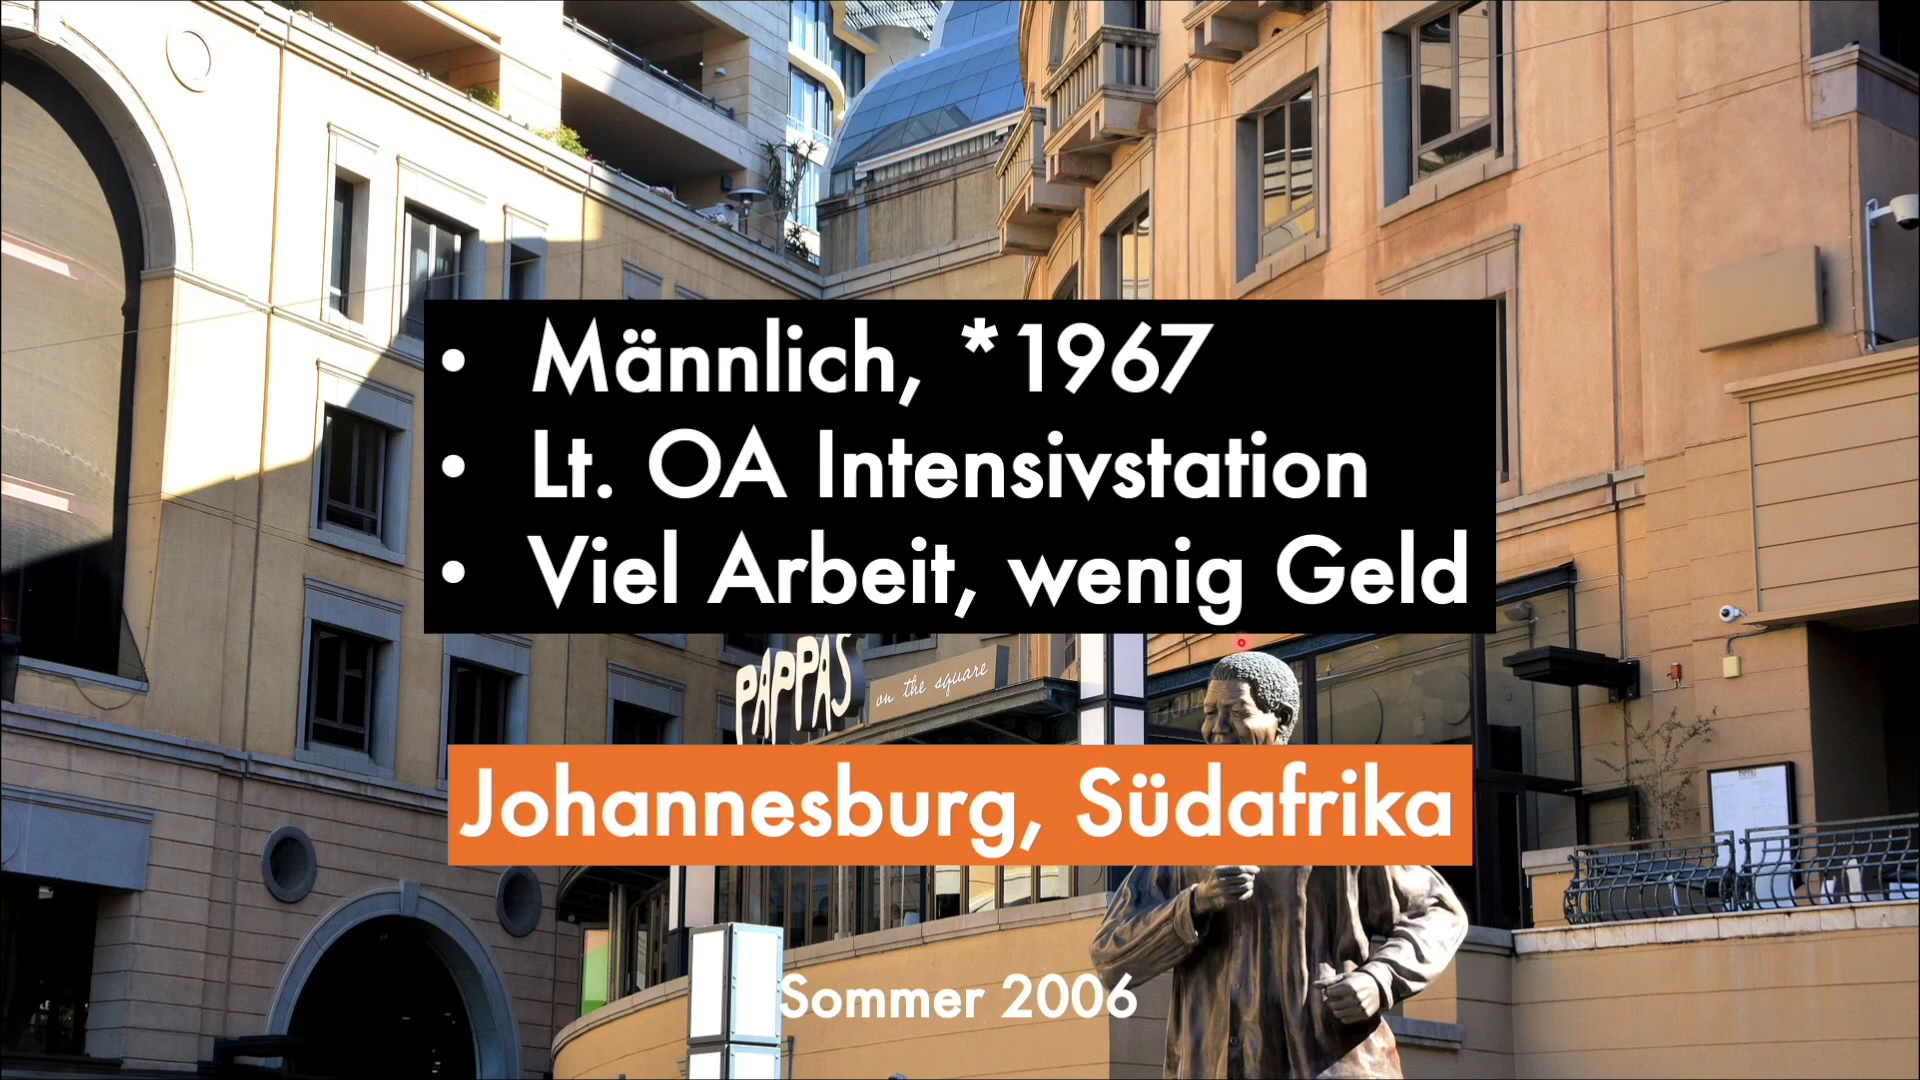 • Männlich, *1967
• Lt. OA Intensivstation
• Viel Arbeit, wenig Geld
PAPPAS on the square
Johannesburg, Südafrika
Sommer 2006